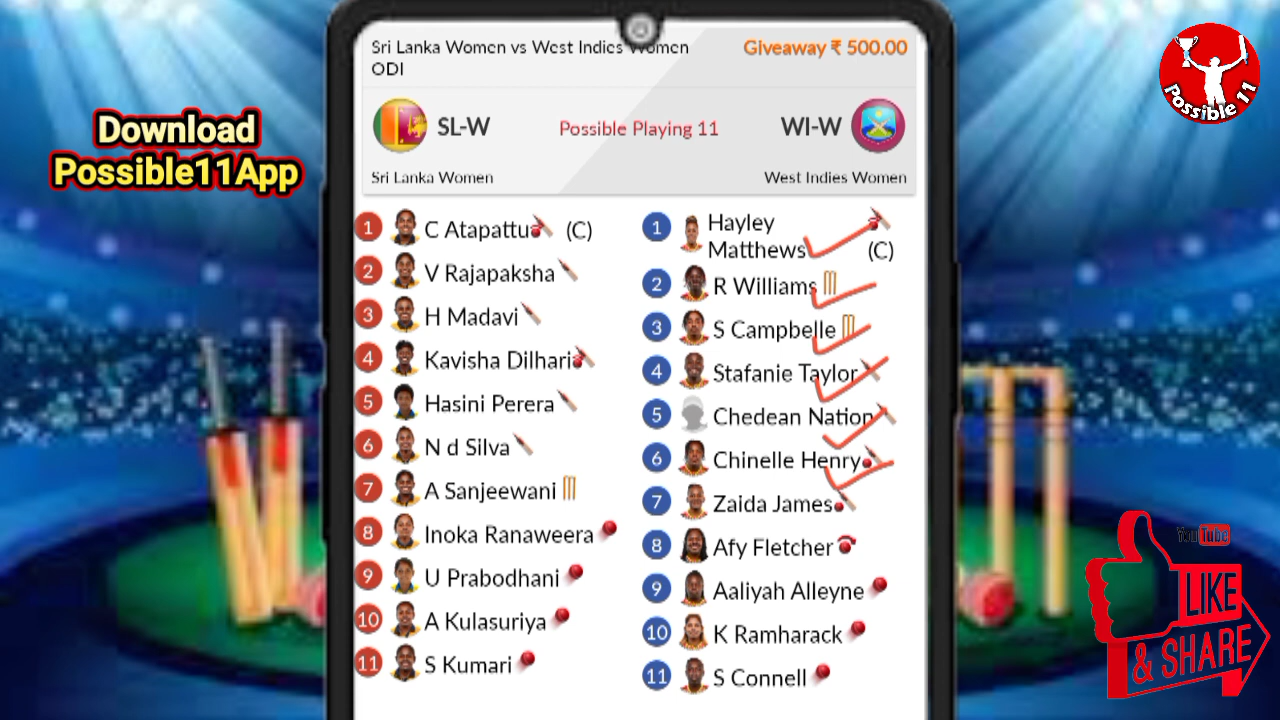 Sri Lanka Women vs West Indies Women
ODI
Giveaway ₹ 500.00
SL-W
Possible Playing 11
WI-W
Sri Lanka Women
West Indies Women
Download
Possible11App
Possible 11
1 C Atapattu (C)
2 V Rajapaksha
3 H Madavi
4 Kavisha Dilhari
5 Hasini Perera
6 N d Silva
7 A Sanjeewani
8 Inoka Ranaweera
9 U Prabodhani
10 A Kulasuriya
11 S Kumari
1 Hayley
Matthews (C)
2 R Williams
3 S Campbelle
4 Stafanie Taylor
5 Chedean Nation
6 Chinelle Henry
7 Zaida James
8 Afy Fletcher
9 Aaliyah Alleyne
10 K Ramharack
11 S Connell
YouTube
LIKE
& SHARE